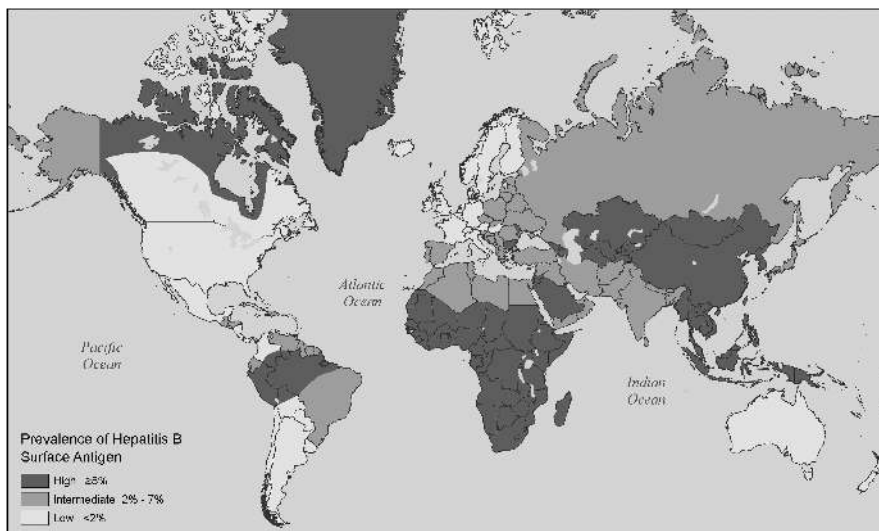 Atlantic
Ocean
Pacific
Ocean
Indian
Ocean
Prevalence of Hepatitis B
Surface Antigen
High ≥8%
Intermediate 2% - 7%
Low <2%